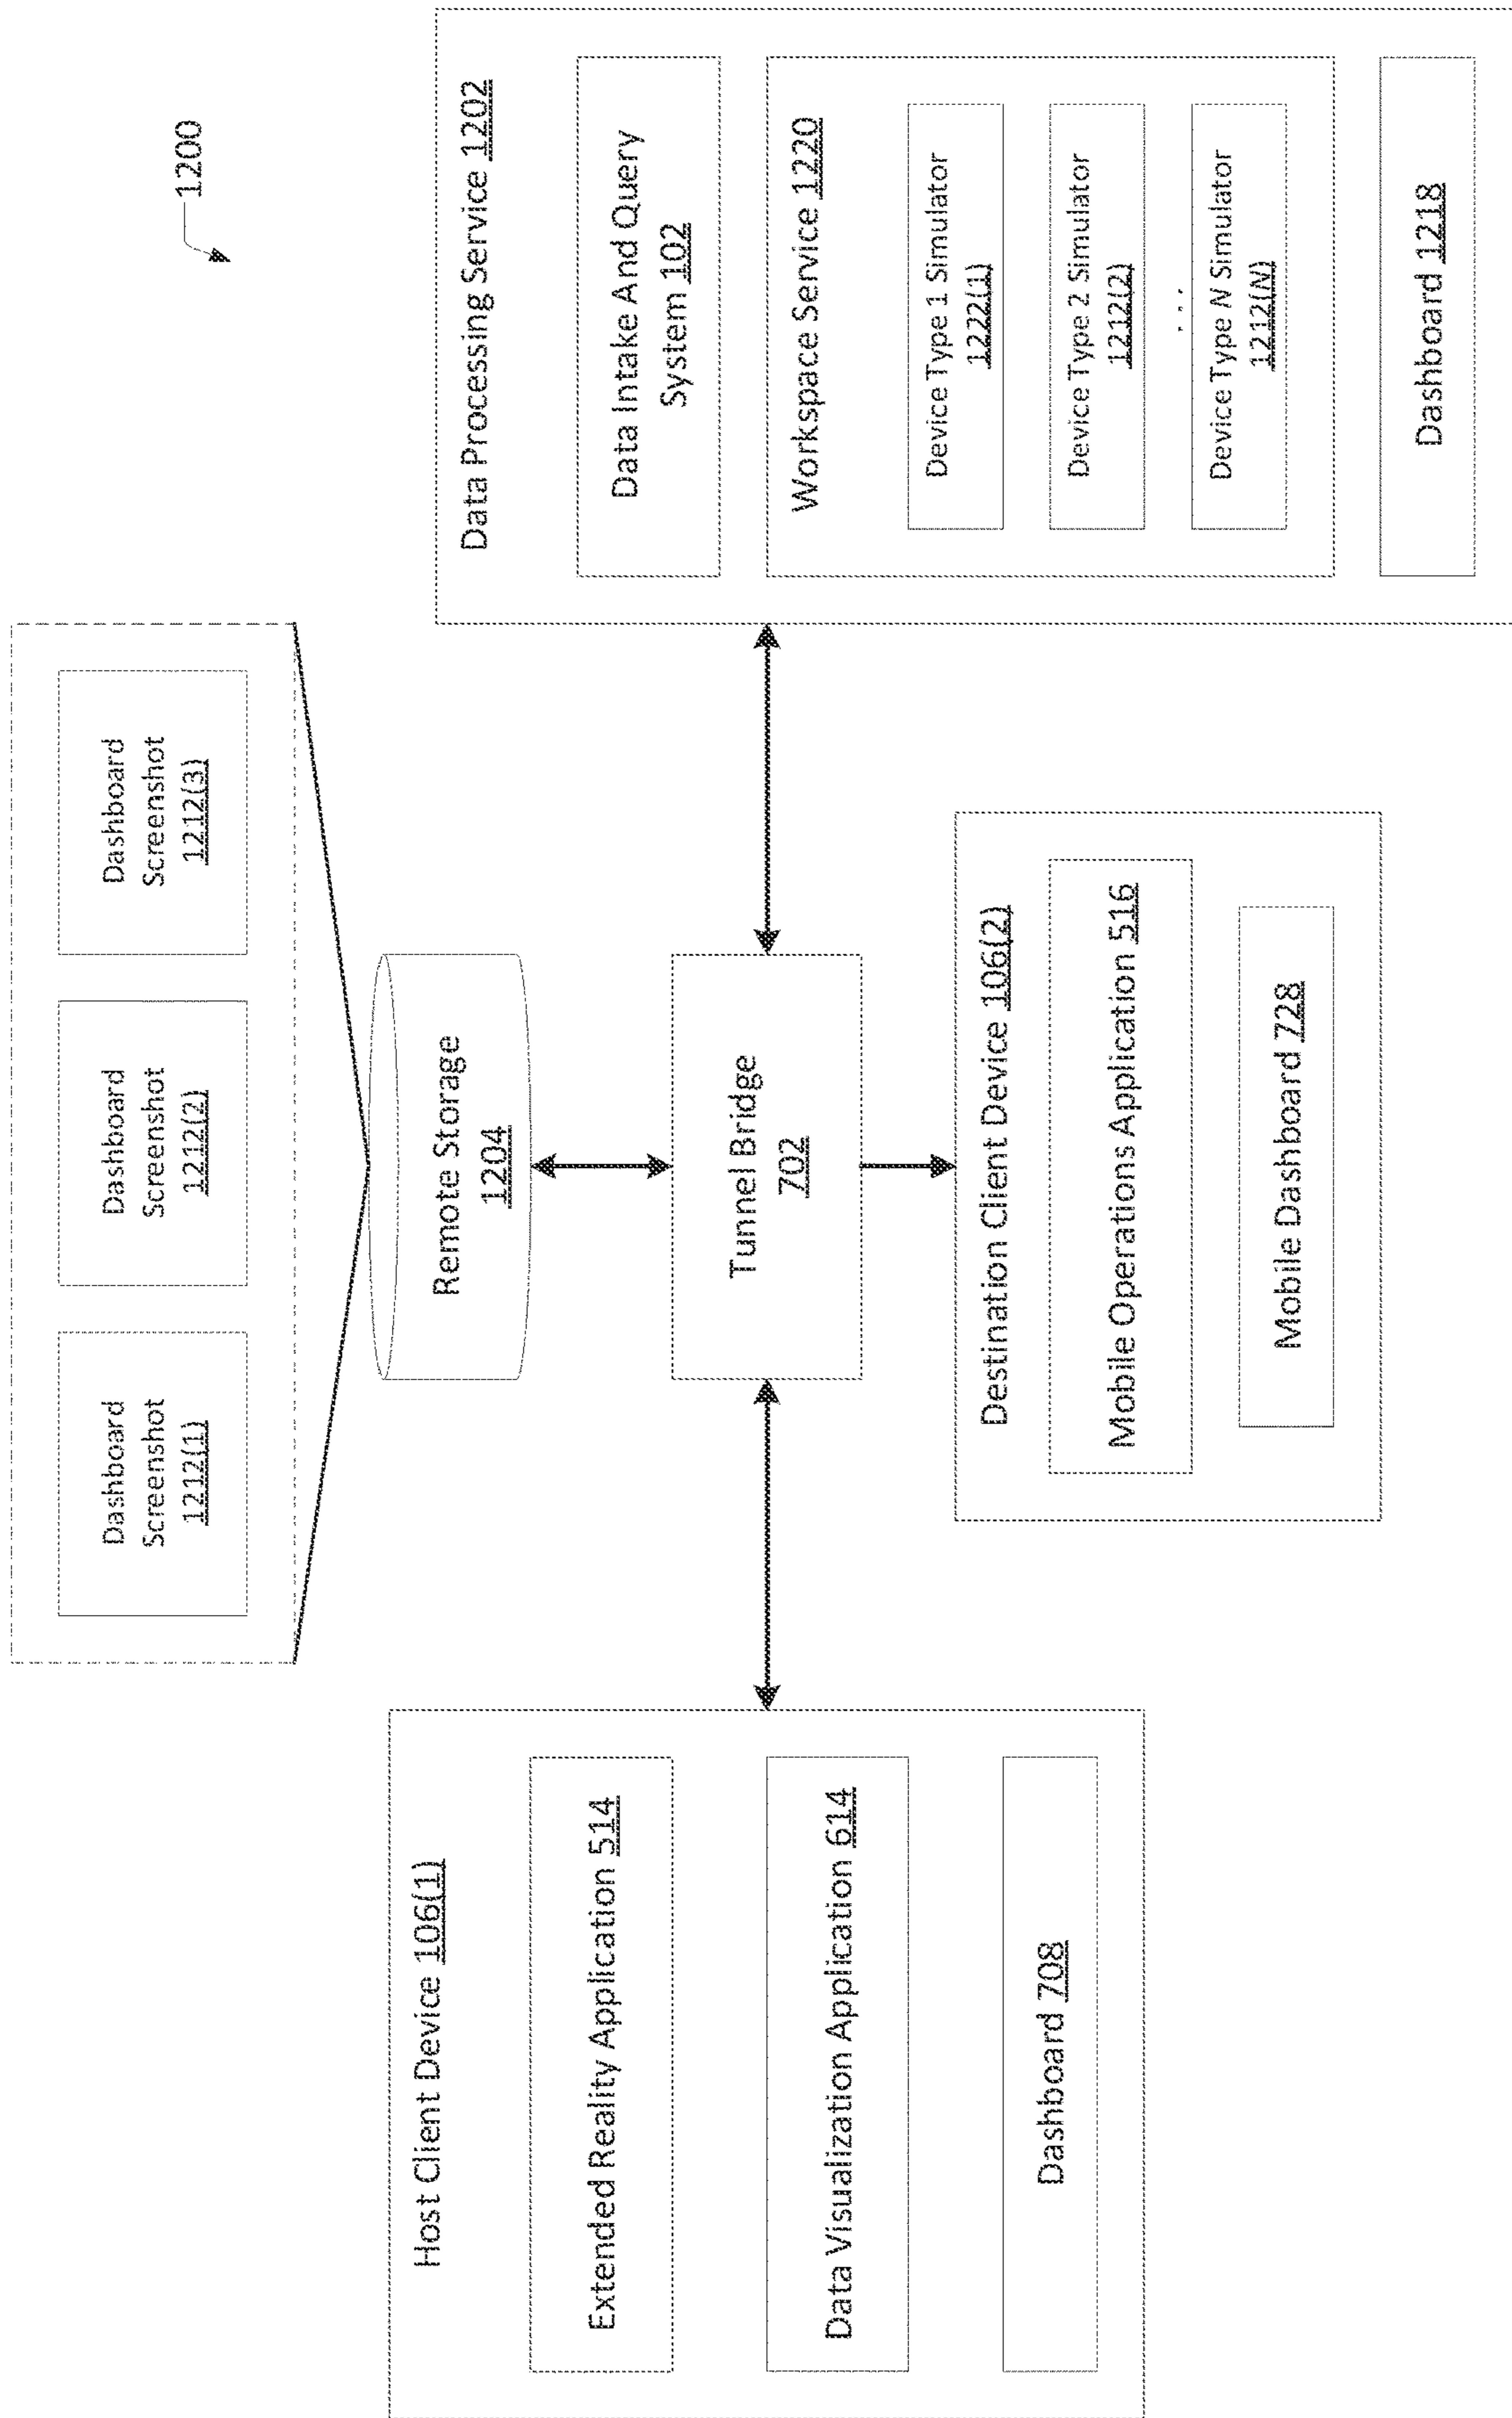 1200
Dashboard
Screenshot
1212(1)
Dashboard
Screenshot
1212(2)
Dashboard
Screenshot
1212(3)
Host Client Device 106(1)
Extended Reality Application 514
Data Visualization Application 614
Dashboard 708
Remote Storage
1204
Tunnel Bridge
702
Destination Client Device 106(2)
Mobile Operations Application 516
Mobile Dashboard 728
Data Processing Service 1202
Data Intake And Query
System 102
Workspace Service 1220
Device Type 1 Simulator
1222(1)
Device Type 2 Simulator
1212(2)
...
Device Type N Simulator
1212(N)
Dashboard 1218